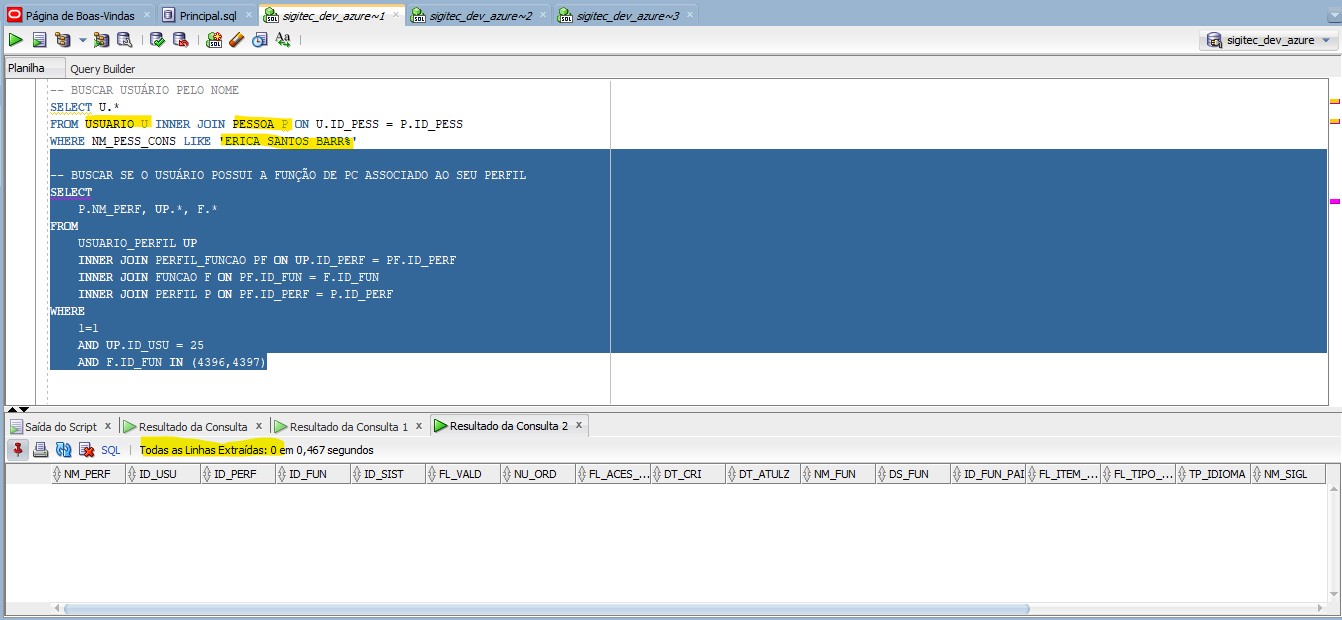 Página de Boas-Vindas Principal.sql sigitec_dev_azure~1 sigitec_dev_azure~2 sigitec_dev_azure~3
sigitec_dev_azure
Planilha Query Builder
-- BUSCAR USUÁRIO PELO NOME
SELECT U.*
FROM USUARIO U INNER JOIN PESSOA P ON U.ID_PESS = P.ID_PESS
WHERE NM_PESS_CONS LIKE 'ERICA SANTOS BARR%'
-- BUSCAR SE O USUÁRIO POSSUI A FUNÇÃO DE PC ASSOCIADO AO SEU PERFIL
SELECT
P.NM_PERF, UP.*, F.*
FROM
USUARIO_PERFIL UP
INNER JOIN PERFIL_FUNCAO PF ON UP.ID_PERF = PF.ID_PERF
INNER JOIN FUNCAO F ON PF.ID_FUN = F.ID_FUN
INNER JOIN PERFIL P ON PF.ID_PERF = P.ID_PERF
WHERE
1=1
AND UP.ID_USU = 25
AND F.ID_FUN IN (4396,4397)
Saída do Script x Resultado da Consulta x Resultado da Consulta 1 x Resultado da Consulta 2 x
SQL Todas as Linhas Extraídas: 0 em 0,467 segundos
NM_PERF ID_USU ID_PERF ID_FUN ID_SIST FL_VALD NU_ORD FL_ACES_... DT_CRI DT_ATULZ NM_FUN DS_FUN ID_FUN_PAI FL_ITEM_... FL_TIPO_... TP_IDIOMA NM_SIGL